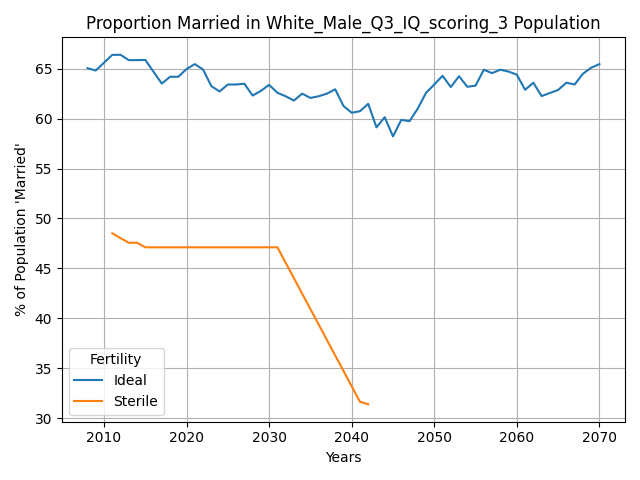 Proportion Married in White_Male_Q3_IQ_scoring_3 Population
% of Population 'Married'
65
60
55
50
45
40
35
30
Fertility
Ideal
Sterile
2010 2020 2030 2040 2050 2060 2070
Years